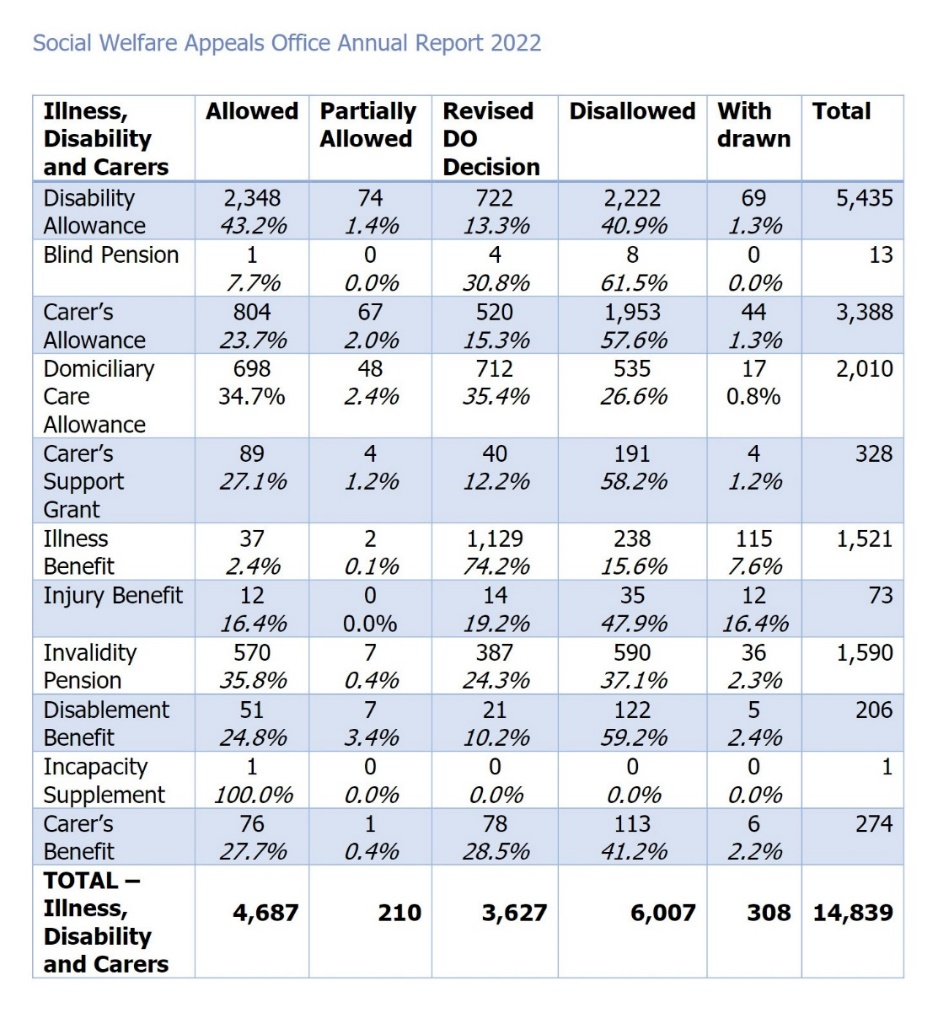 Social Welfare Appeals Office Annual Report 2022
Illness, Disability and Carers Allowed Partially Allowed Revised DO Decision Disallowed With drawn Total
Disability 2,348 74 722 2,222 69 5,435
Allowance 43.2% 1.4% 13.3% 40.9% 1.3%
Blind Pension 1 0 4 8 0 13
7.7% 0.0% 30.8% 61.5% 0.0%
Carer's 804 67 520 1,953 44 3,388
Allowance 23.7% 2.0% 15.3% 57.6% 1.3%
Domiciliary 698 48 712 535 17 2,010
Care 34.7% 2.4% 35.4% 26.6% 0.8%
Allowance
Carer's 89 4 40 191 4 328
Support 27.1% 1.2% 12.2% 58.2% 1.2%
Grant
Illness 37 2 1,129 238 115 1,521
Benefit 2.4% 0.1% 74.2% 15.6% 7.6%
Injury Benefit 12 0 14 35 12 73
16.4% 0.0% 19.2% 47.9% 16.4%
Invalidity 570 7 387 590 36 1,590
Pension 35.8% 0.4% 24.3% 37.1% 2.3%
Disablement 51 7 21 122 5 206
Benefit 24.8% 3.4% 10.2% 59.2% 2.4%
Incapacity 1 0 0 0 0 1
Supplement 100.0% 0.0% 0.0% 0.0% 0.0%
Carer's 76 1 78 113 6 274
Benefit 27.7% 0.4% 28.5% 41.2% 2.2%
TOTAL –
Illness, 4,687 210 3,627 6,007 308 14,839
Disability
and Carers